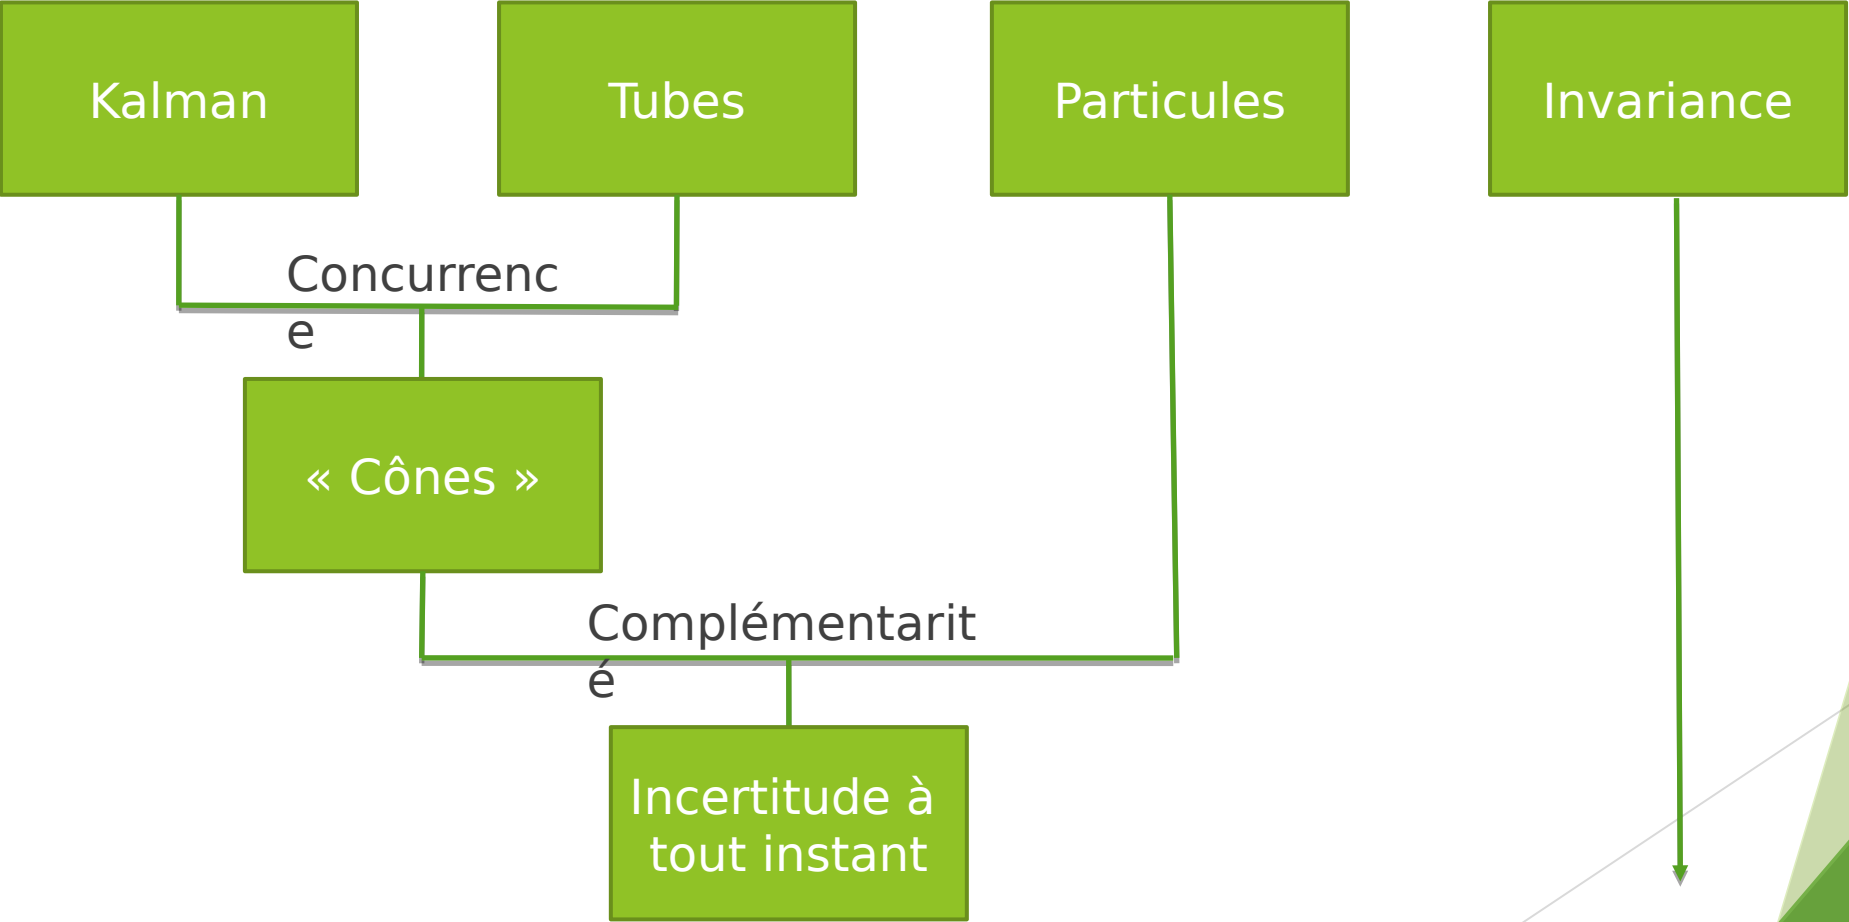 Kalman
Tubes
Particules
Invariance
Concurrenc
e
« Cônes »
Complémentarit
é
Incertitude à
tout instant